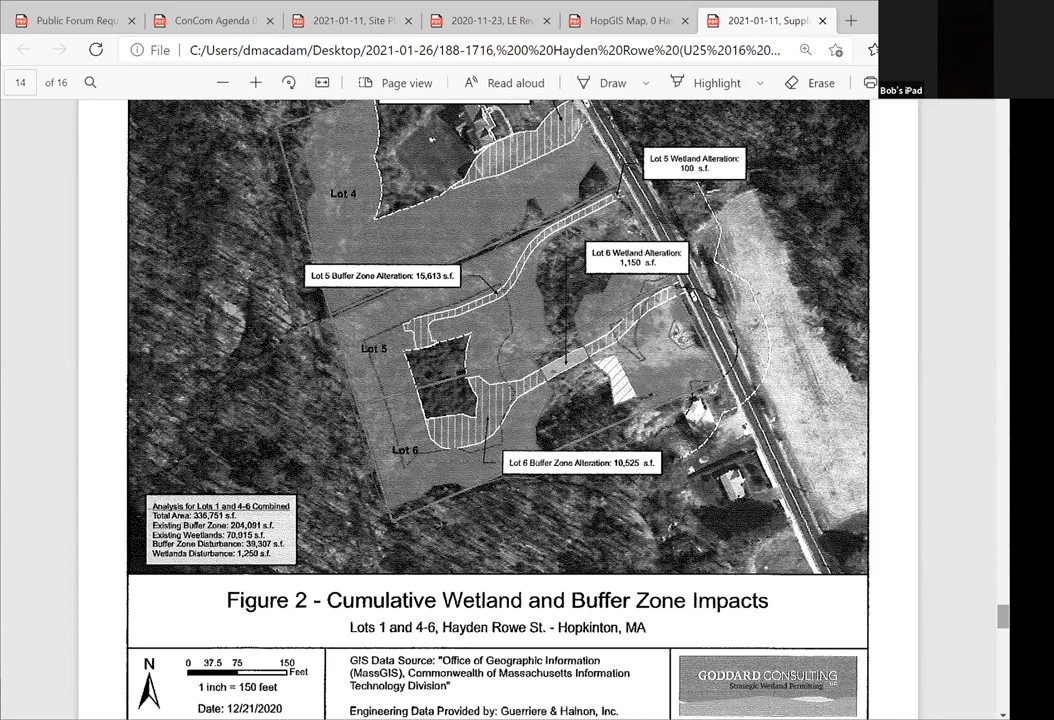 Public Forum Requ
ConCom Agenda 0
2021-01-11, Site Pl
2020-11-23, LE Rev
HopGIS Map, 0 Hay
2021-01-11, Suppl
File
C:/Users/dmacadam/Desktop/2021-01-26/188-1716,%200%20Hayden%20Rowe%20(U25%2016%20...
14 of 16
Page view
Read aloud
Draw
Highlight
Erase
Bob's iPad
Lot 5 Wetland Alteration:
100 s.f.
Lot 4
Lot 6 Wetland Alteration:
1,150 s.f.
Lot 5 Buffer Zone Alteration: 15,613 s.f.
Lot 5
Lot 6
Lot 6 Buffer Zone Alteration: 10,525 s.f.
Analysis for Lots 1 and 4-6 Combined
Total Area: 336,751 s.f.
Existing Buffer Zone: 204,091 s.f.
Existing Weetlands: 70,915 s.f.
Buffer Zone Disturbance: 39,307 s.f.
Wetlands Disturbance: 1,250 s.f.
Figure 2 - Cumulative Wetland and Buffer Zone Impacts
Lots 1 and 4-6, Hayden Rowe St. - Hopkinton, MA
N
0 37.5 75 150
Feet
1 inch = 150 feet
Date: 12/21/2020
GIS Data Source: "Office of Geographic Information
(MassGIS), Commonwealth of Massachusetts Information
Technology Division"
Engineering Data Provided by: Guerriere & Halnon, Inc.
GODDARD CONSULTING LLC
Strategic Wetland Permitting